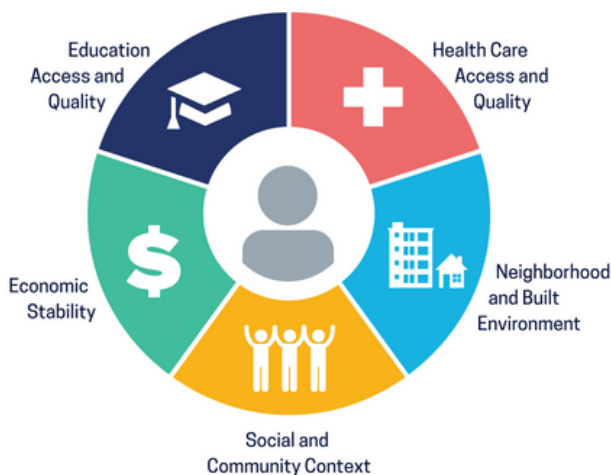 Education
Access and
Quality
Health Care
Access and
Quality
Economic
Stability
$
Neighborhood
and Built
Environment
Social and
Community Context